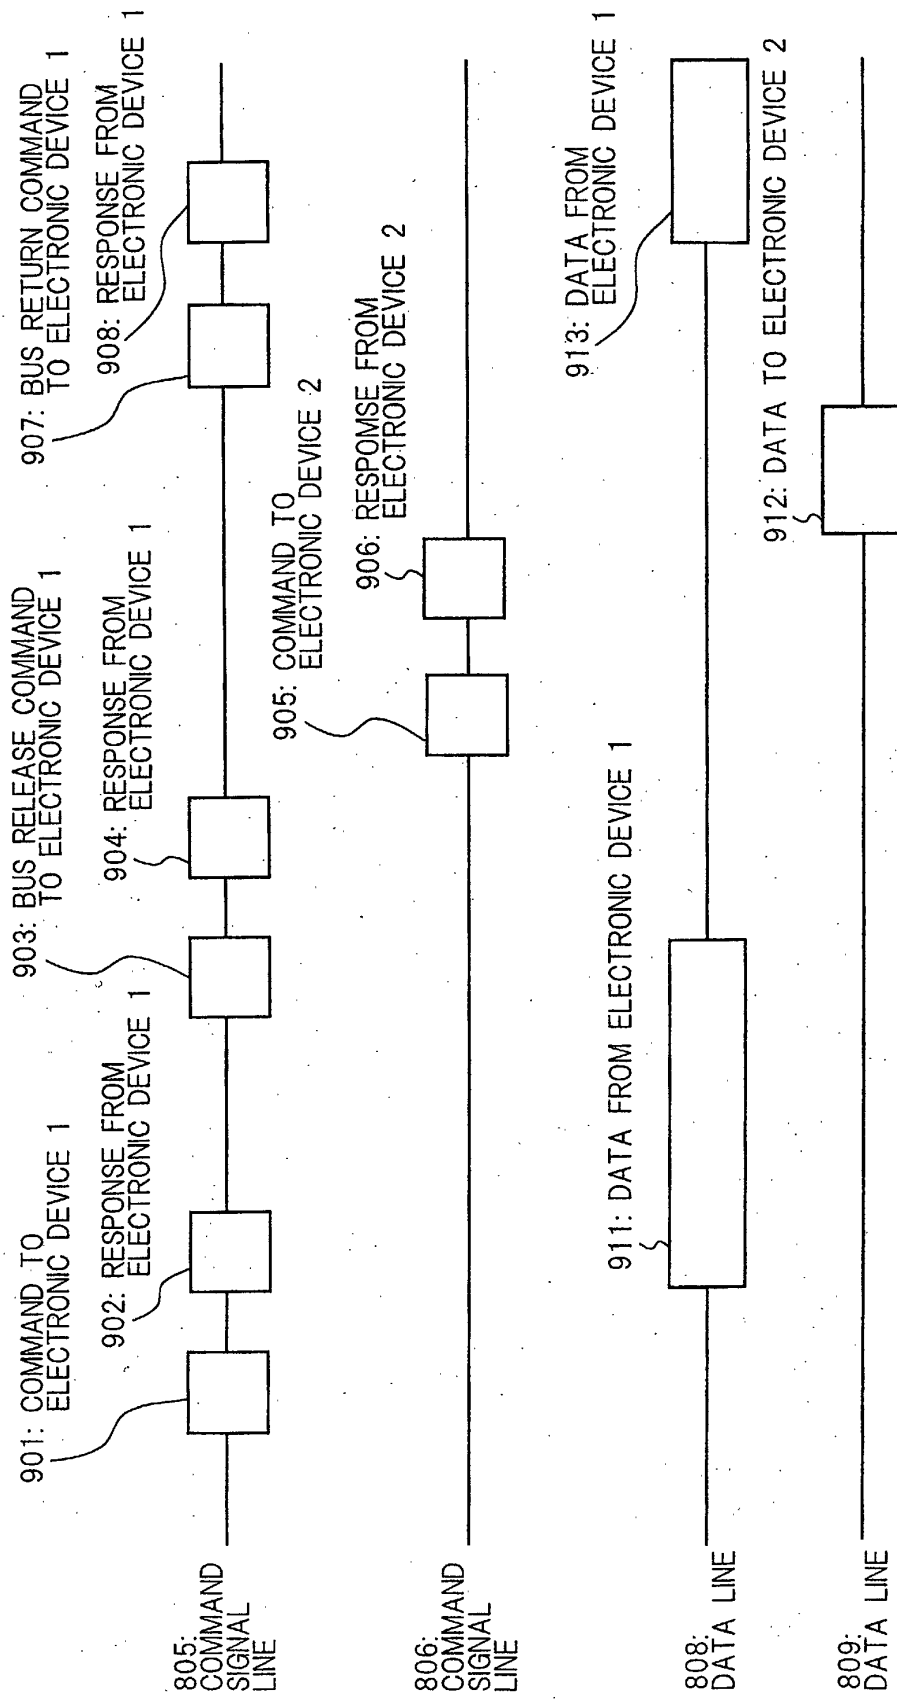 901: COMMAND TO
ELECTRONIC DEVICE 1
902: RESPONSE FROM
ELECTRONIC DEVICE 1
903: BUS RELEASE COMMAND
TO ELECTRONIC DEVICE 1
904: RESPONSE FROM
ELECTRONIC DEVICE 1
907: BUS RETURN COMMAND
TO ELECTRONIC DEVICE 1
908: RESPONSE FROM
ELECTRONIC DEVICE 1
805:
COMMAND
SIGNAL
LINE
905: COMMAND TO
ELECTRONIC DEVICE 2
906: RESPOMSE FROM
ELECTRONIC DEVICE 2
806:
COMMAND
SIGNAL
LINE
911: DATA FROM ELECTRONIC DEVICE 1
913: DATA FROM
ELECTRONIC DEVICE 1
808:
DATA LINE
912: DATA TO ELECTRONIC DEVICE 2
809:
DATA LINE